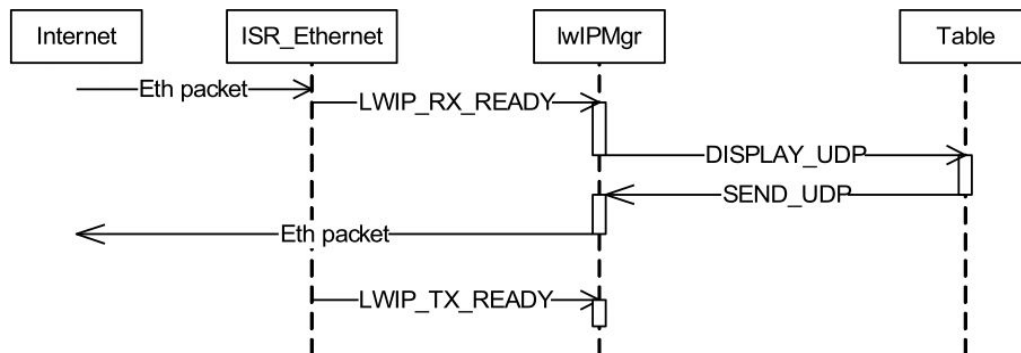 Internet
ISR_Ethernet
lwIPMgr
Table
Eth packet
LWIP_RX_READY
DISPLAY_UDP
SEND_UDP
Eth packet
LWIP_TX_READY